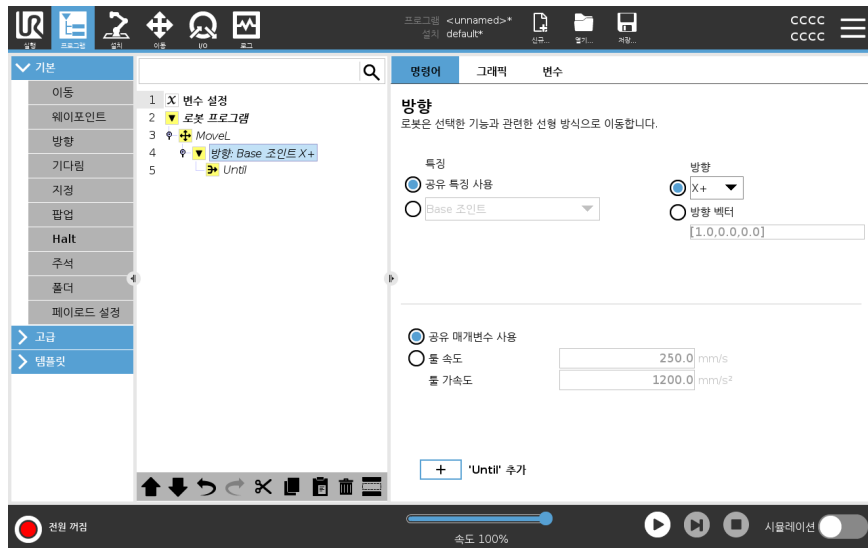 UR
실행
프로그램
설치
이동
I/O
로그
프로그램 <unnamed>*
설치 default*
신규...
열기...
저장...
CCCC
CCCC
기본
이동
웨이포인트
방향
기다림
지정
팝업
Halt
주석
폴더
페이로드 설정
고급
템플릿
1 X 변수 설정
2 로봇 프로그램
3 MoveL
4 방향: Base 조인트 X+
5 Until
명령어 그래픽 변수
방향
로봇은 선택한 기능과 관련한 선형 방식으로 이동합니다.
특징
공유 특징 사용
Base 조인트
방향
X+
방향 벡터
[1.0,0.0,0.0]
공유 매개변수 사용
툴 속도 250.0 mm/s
툴 가속도 1200.0 mm/s²
+ 'Until' 추가
전원 꺼짐
속도 100%
시뮬레이션